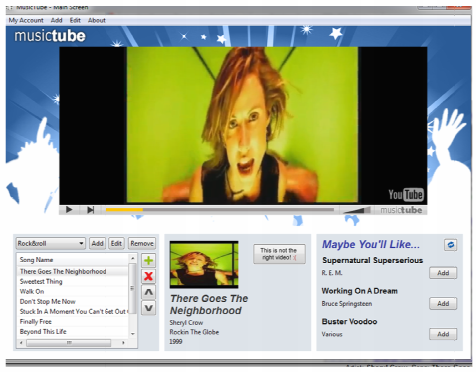 MusicTube - Main Screen
My Account Add Edit About
musictube
YouTube
musictube
Rock&roll Add Edit Remove
Song Name
There Goes The Neighborhood
Sweetest Thing
Walk On
Don't Stop Me Now
Stuck In A Moment You Can't Get Out
Finally Free
Beyond This Life
This is not the
right video! :(
There Goes The
Neighborhood
Sheryl Crow
Rockin The Globe
1999
Maybe You'll Like...
Supernatural Superserious
R. E. M. Add
Working On A Dream
Bruce Springsteen Add
Buster Voodoo
Various Add